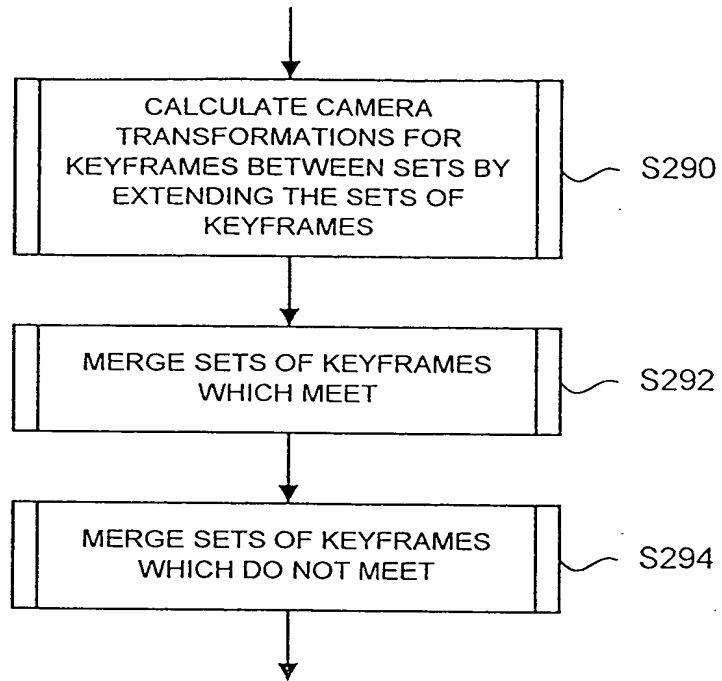 CALCULATE CAMERA
TRANSFORMATIONS FOR
KEYFRAMES BETWEEN SETS BY
EXTENDING THE SETS OF
KEYFRAMES
S290
MERGE SETS OF KEYFRAMES
WHICH MEET
S292
MERGE SETS OF KEYFRAMES
WHICH DO NOT MEET
S294